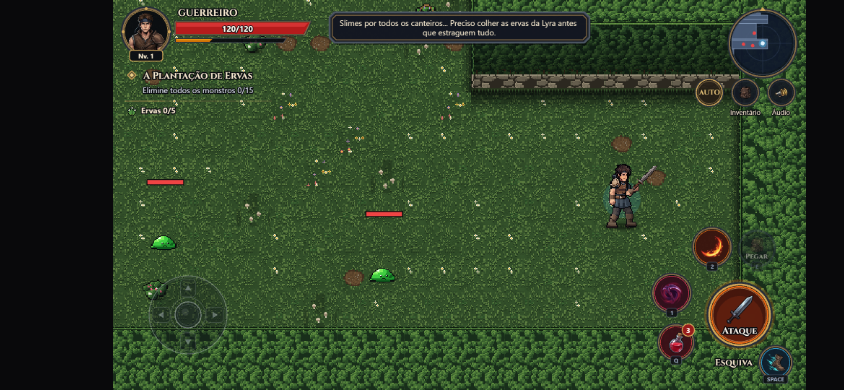 GUERREIRO
120/120
Nv. 1
Slimes por todos os canteiros... Preciso colher as ervas da Lyra antes
que estraguem tudo.
A Plantação de Ervas
Elimine todos os monstros 0/15
Ervas 0/5
AUTO
Inventário
Áudio
2
PEGAR
1
ATAQUE
3
Q
ESQUIVA
SPACE